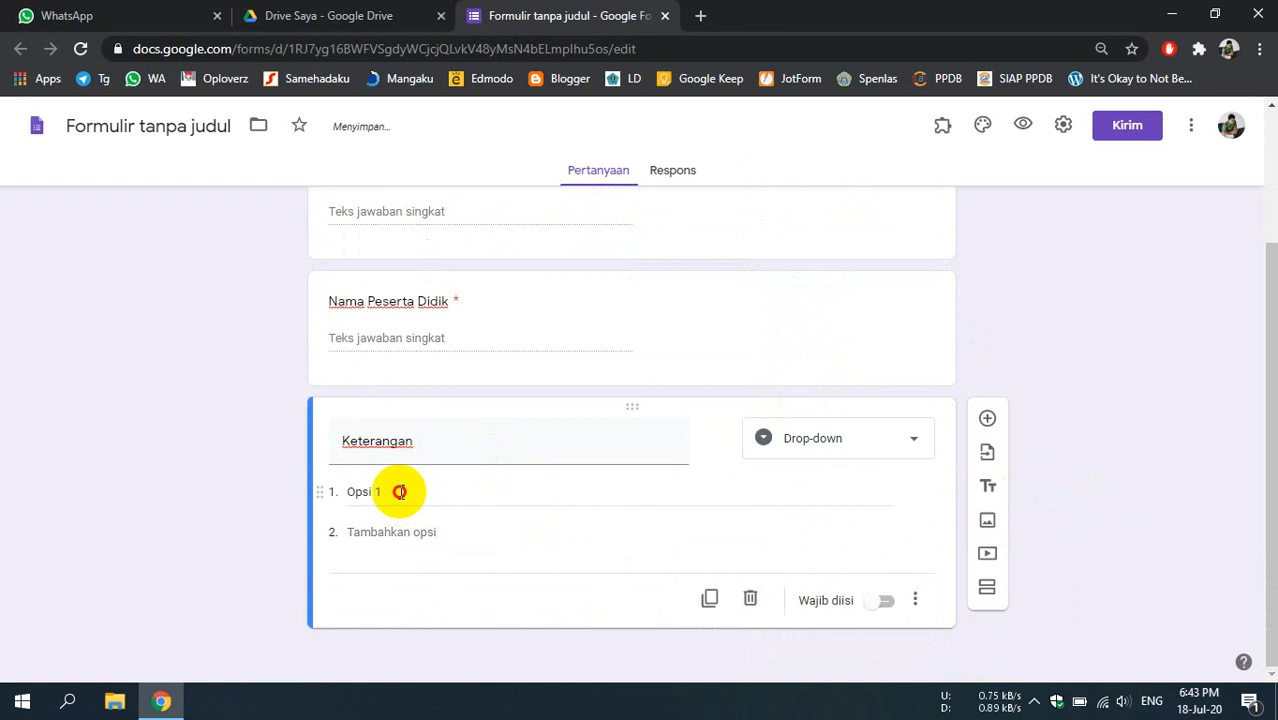 WhatsApp
Drive Saya - Google Drive
Formulir tanpa judul - Google Fo
docs.google.com/forms/d/1RJ7yg16BWFVSgdyWCjcjQLvkV48yMsN4bELmpIhu5os/edit
Apps Tg WA Oploverz Samehadaku Mangaku Edmodo Blogger LD Google Keep JotForm Spenlas PPDB SIAP PPDB It's Okay to Not Be...
Formulir tanpa judul
Menyimpan...
Kirim
Pertanyaan
Respons
Teks jawaban singkat
Nama Peserta Didik *
Teks jawaban singkat
Keterangan
Drop-down
1. Opsi 1
2. Tambahkan opsi
Wajib diisi
U: 0.75 kB/s
D: 0.89 kB/s
ENG
6:43 PM
18-Jul-20
1